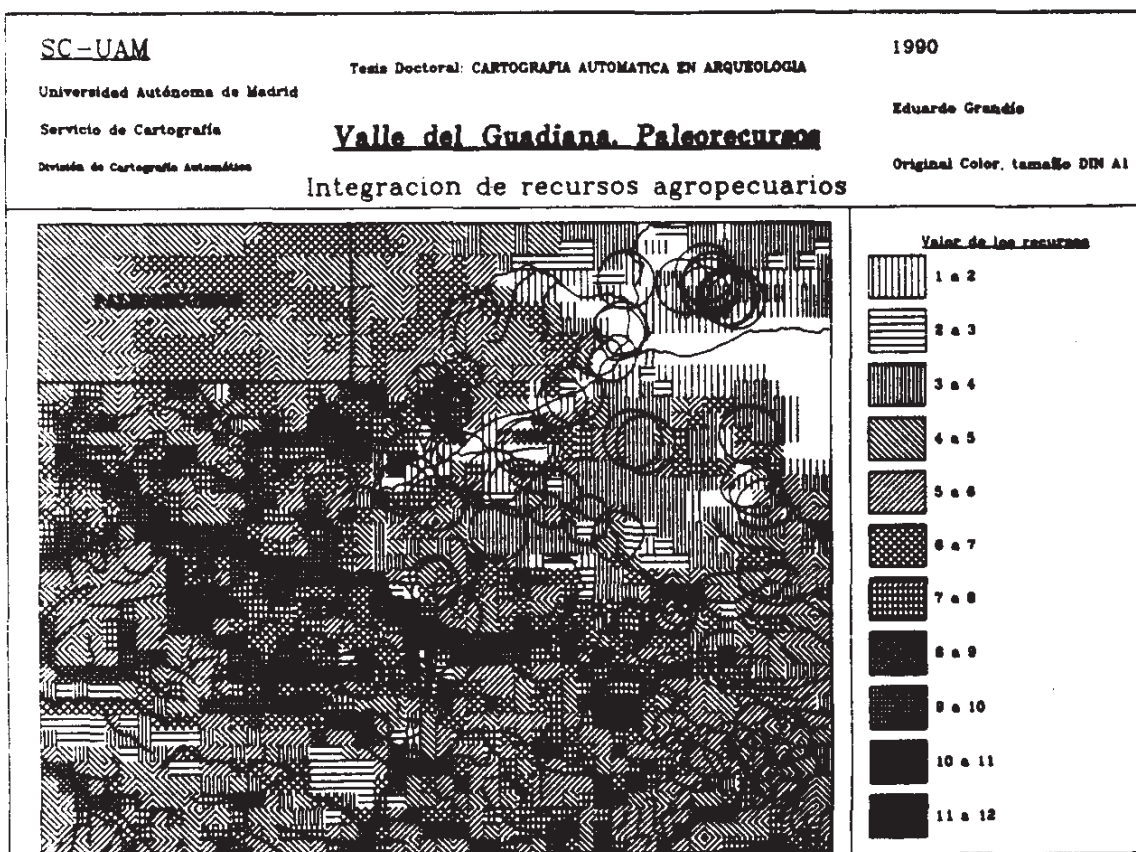 SC-UAM
Universidad Autónoma de Madrid
Servicio de Cartografía
División de Cartografía Automática
Tesis Doctoral: CARTOGRAFIA AUTOMATICA EN ARQUEOLOGIA
Valle del Guadiana. Paleorecursos
Integracion de recursos agropecuarios
1990
Eduardo Grandío
Original Color, tamaño DIN A1
Valor de los recursos
1 a 2
2 a 3
3 a 4
4 a 5
5 a 6
6 a 7
7 a 8
8 a 9
9 a 10
10 a 11
11 a 12